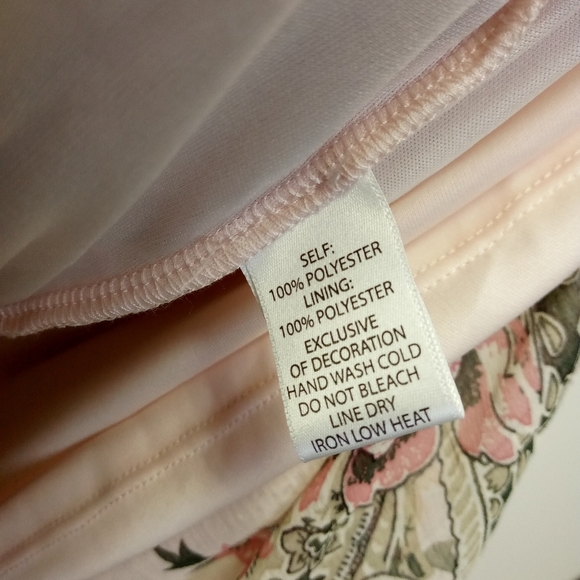 SELF:
100% POLYESTER
LINING:
100% POLYESTER
EXCLUSIVE
OF DECORATION
HAND WASH COLD
DO NOT BLEACH
LINE DRY
IRON LOW HEAT